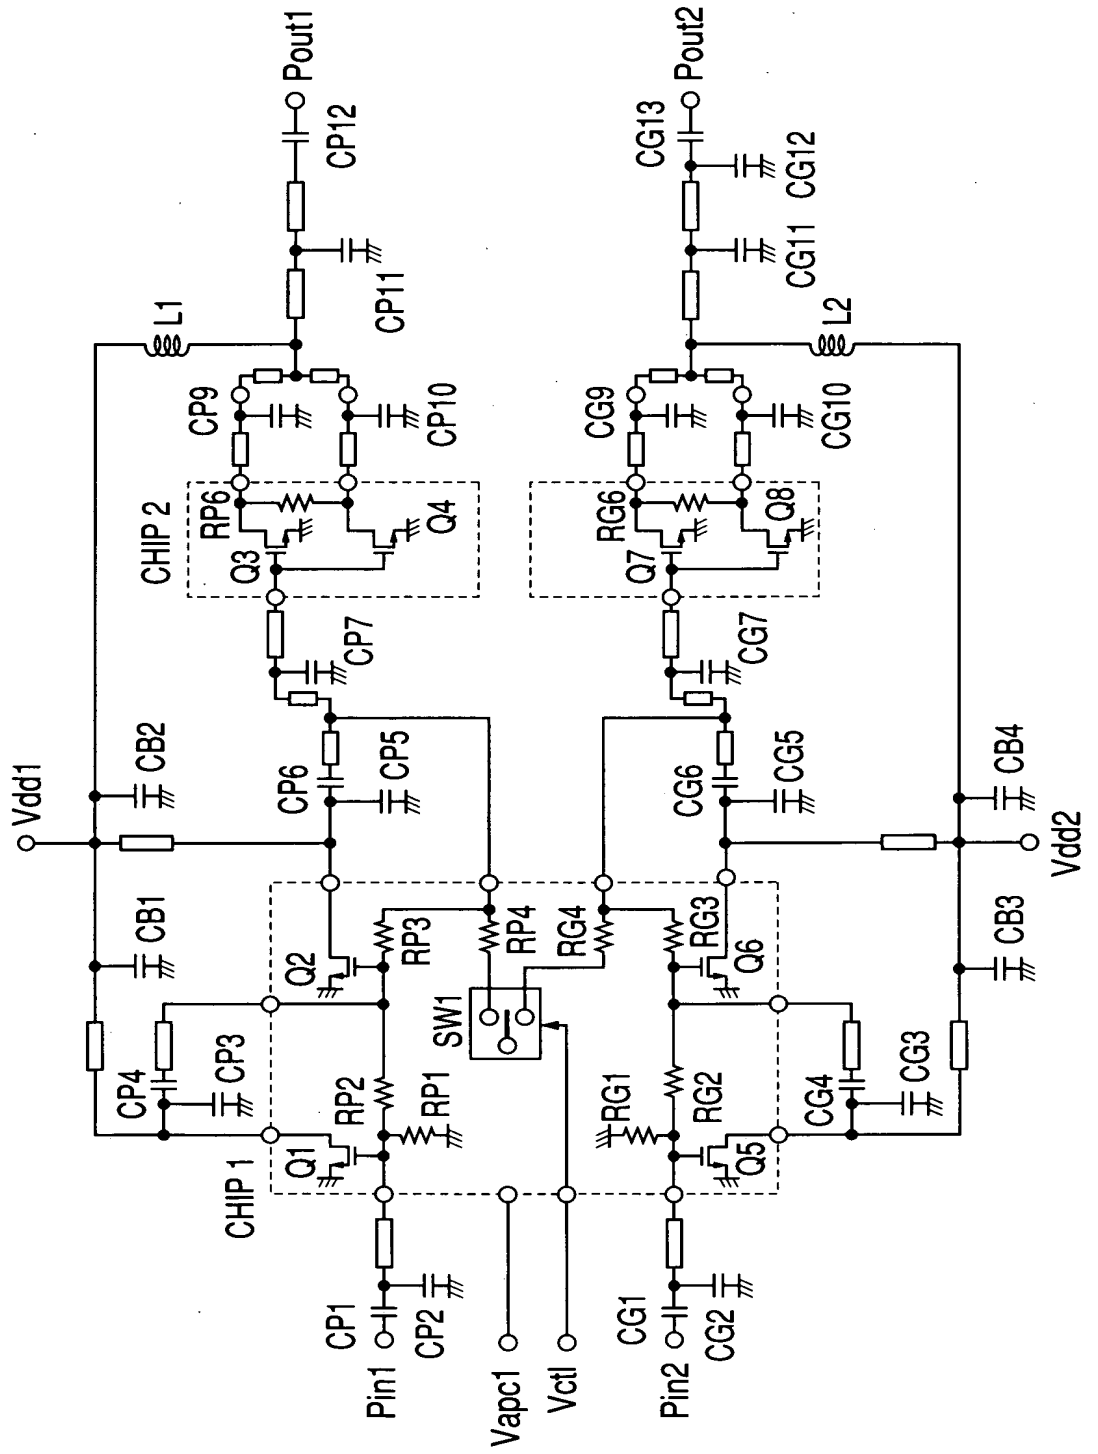 Vdd1
CB1
CB2
L1
CP4
CP3
CP6
CP5
CP7
CHIP 2
Q3
RP6
Q4
CP9
CP10
CP11
CP12
Pout1
CHIP 1
Q1
RP2
RP1
Q2
RP3
RP4
SW1
CP1
CP2
Pin1
Vapc1
Vctl
Pin2
CG1
CG2
RG1
RG2
Q5
RG4
RG3
Q6
CG4
CG3
CG6
CG5
CG7
Q7
RG6
Q8
CG9
CG10
CG11
CG12
CG13
Pout2
L2
CB3
CB4
Vdd2